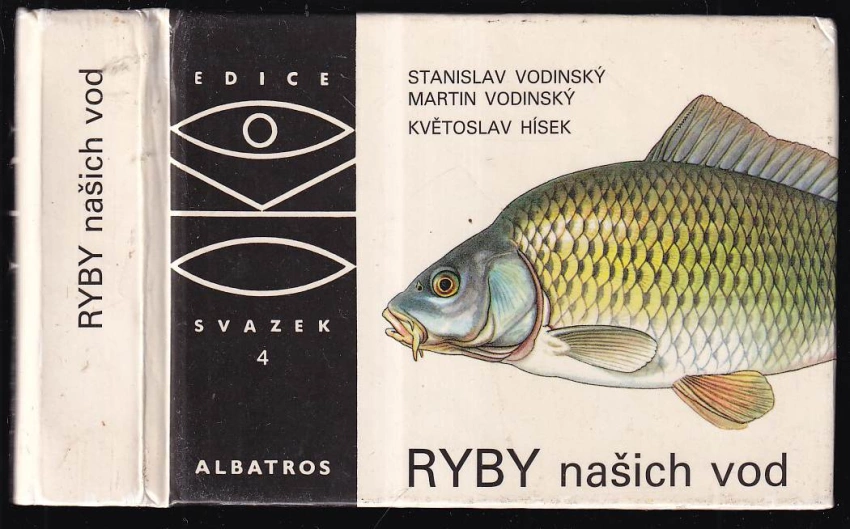 RYBY našich vod
EDICE
SVAZEK
4
ALBATROS
STANISLAV VODINSKÝ
MARTIN VODINSKÝ
KVĚTOSLAV HÍSEK
RYBY našich vod